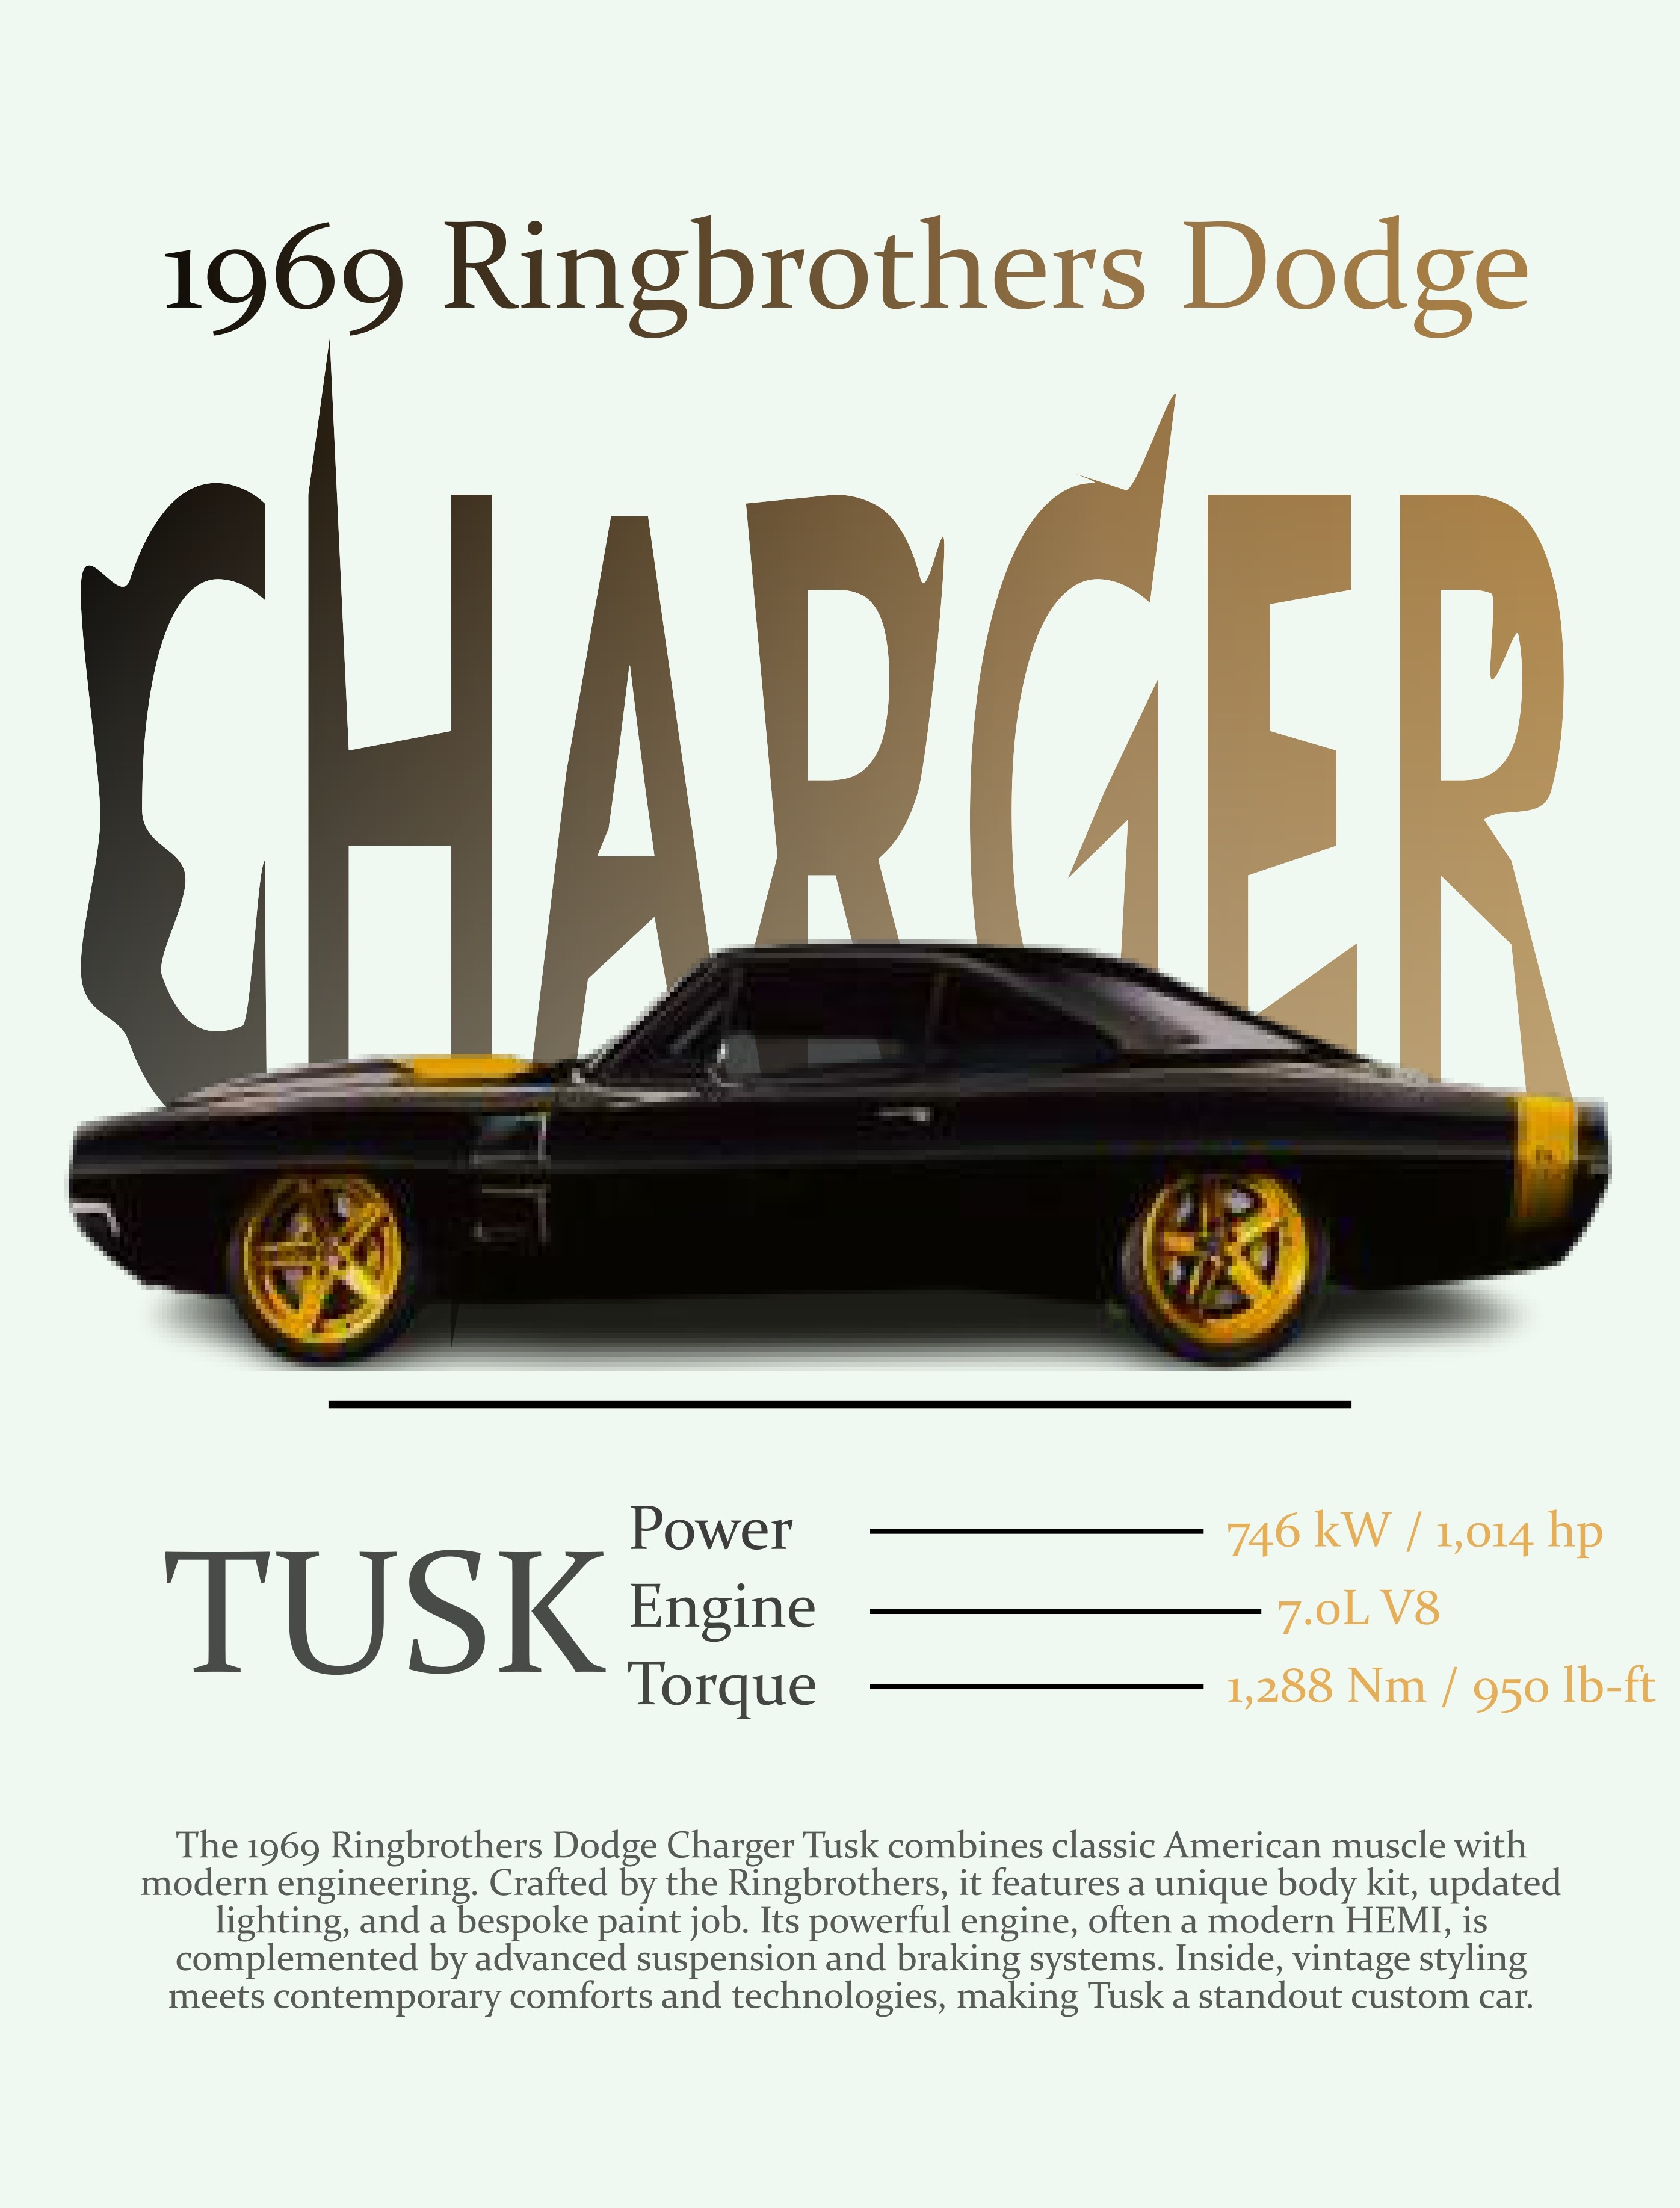 1969 Ringbrothers Dodge
CHARGER
TUSK
Power 746 kW / 1,014 hp
Engine 7.0L V8
Torque 1,288 Nm / 950 lb-ft
The 1969 Ringbrothers Dodge Charger Tusk combines classic American muscle with
modern engineering. Crafted by the Ringbrothers, it features a unique body kit, updated
lighting, and a bespoke paint job. Its powerful engine, often a modern HEMI, is
complemented by advanced suspension and braking systems. Inside, vintage styling
meets contemporary comforts and technologies, making Tusk a standout custom car.